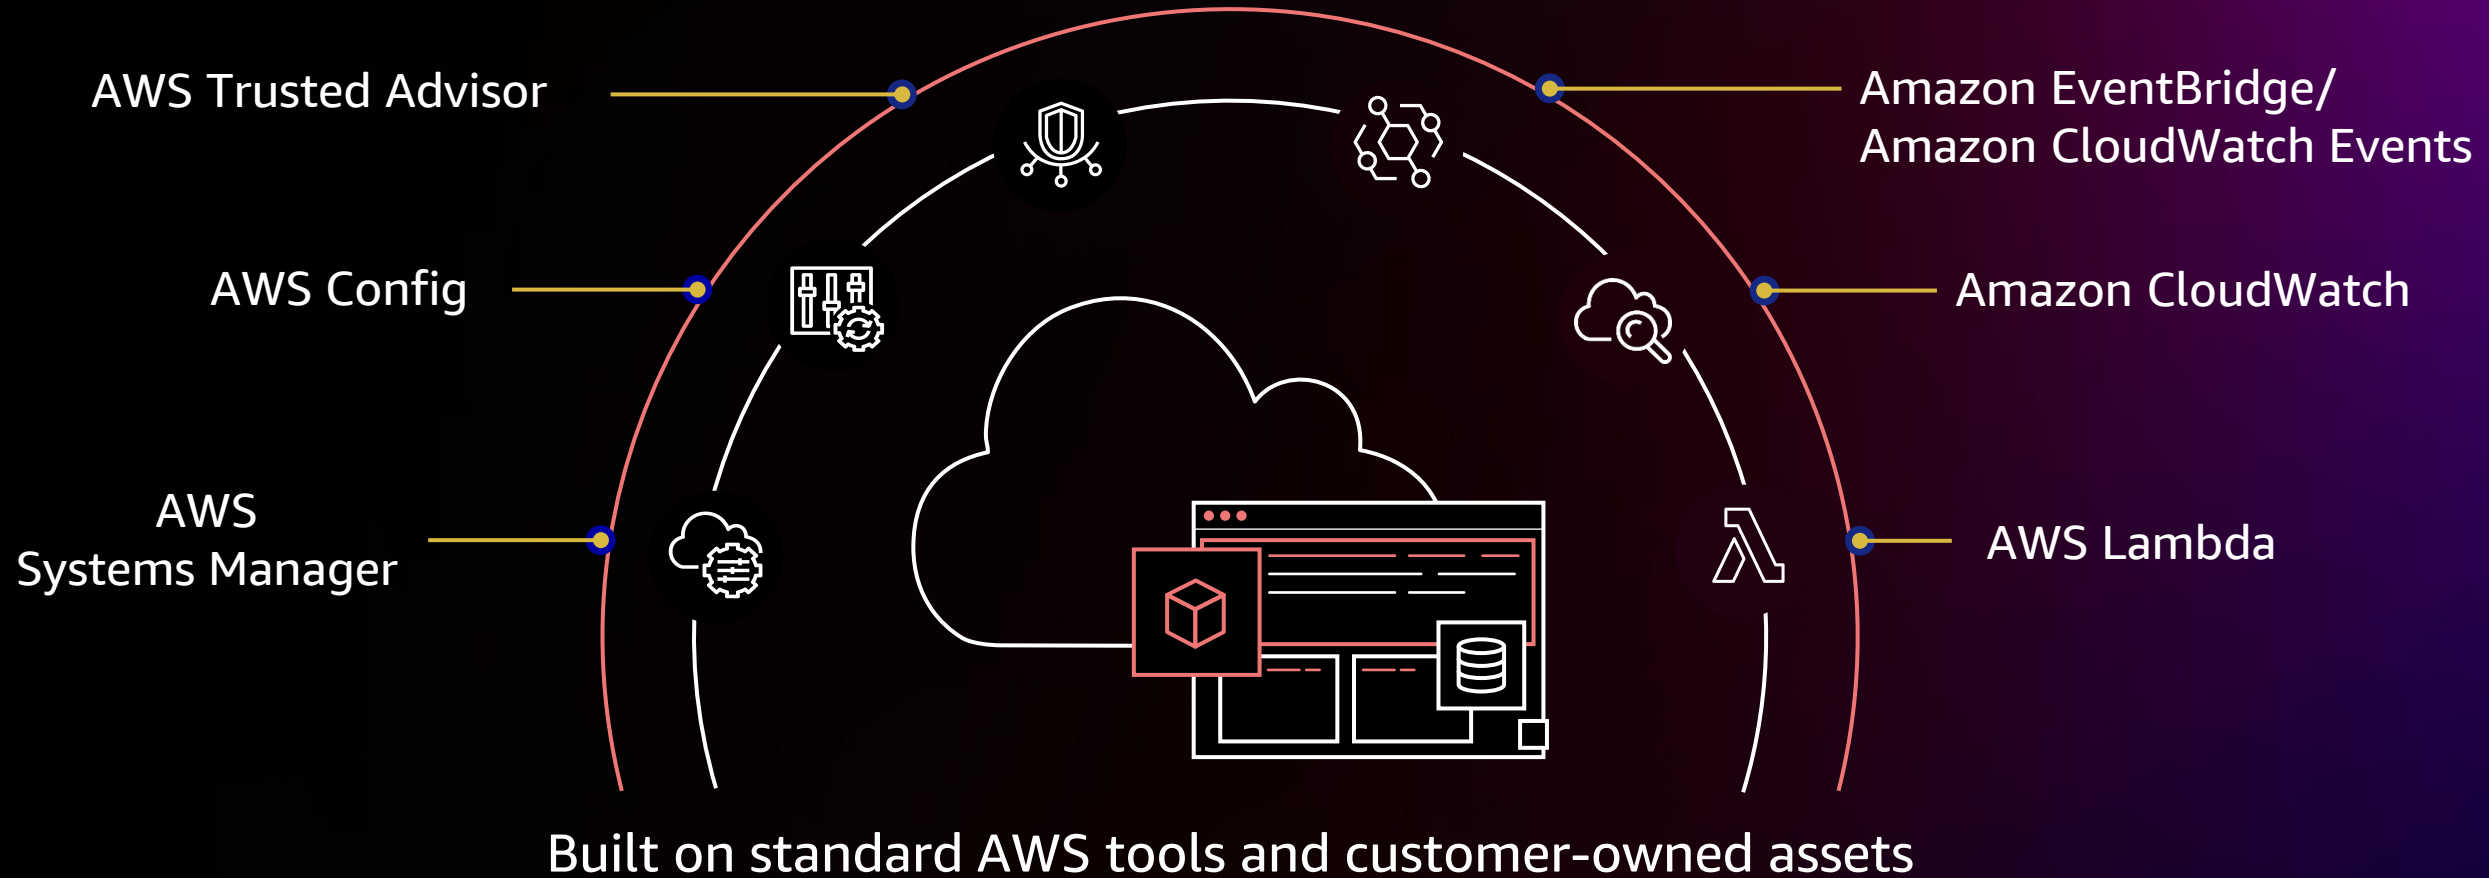 AWS Trusted Advisor
AWS Config
AWS
Systems Manager
Amazon EventBridge/
Amazon CloudWatch Events
Amazon CloudWatch
AWS Lambda
Built on standard AWS tools and customer-owned assets